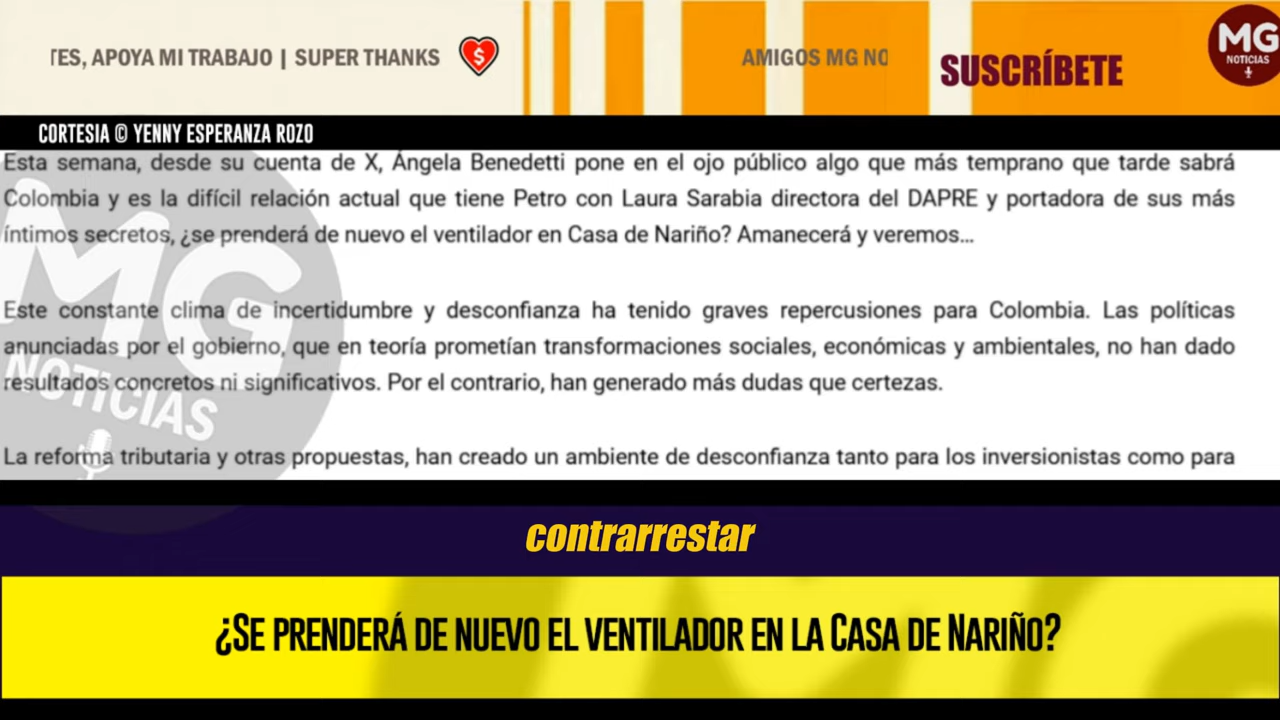 TES, APOYA MI TRABAJO | SUPER THANKS
AMIGOS MG NO
SUSCRÍBETE
MG
NOTICIAS
CORTESIA © YENNY ESPERANZA ROZO
Esta semana, desde su cuenta de X, Ángela Benedetti pone en el ojo público algo que más temprano que tarde sabrá
Colombia y es la difícil relación actual que tiene Petro con Laura Sarabia directora del DAPRE y portadora de sus más
íntimos secretos, ¿se prenderá de nuevo el ventilador en Casa de Nariño? Amanecerá y veremos...
Este constante clima de incertidumbre y desconfianza ha tenido graves repercusiones para Colombia. Las políticas
anunciadas por el gobierno, que en teoría prometían transformaciones sociales, económicas y ambientales, no han dado
resultados concretos ni significativos. Por el contrario, han generado más dudas que certezas.
La reforma tributaria y otras propuestas, han creado un ambiente de desconfianza tanto para los inversionistas como para
MG
NOTICIAS
contrarrestar
¿SE PRENDERÁ DE NUEVO EL VENTILADOR EN LA CASA DE NARIÑO?